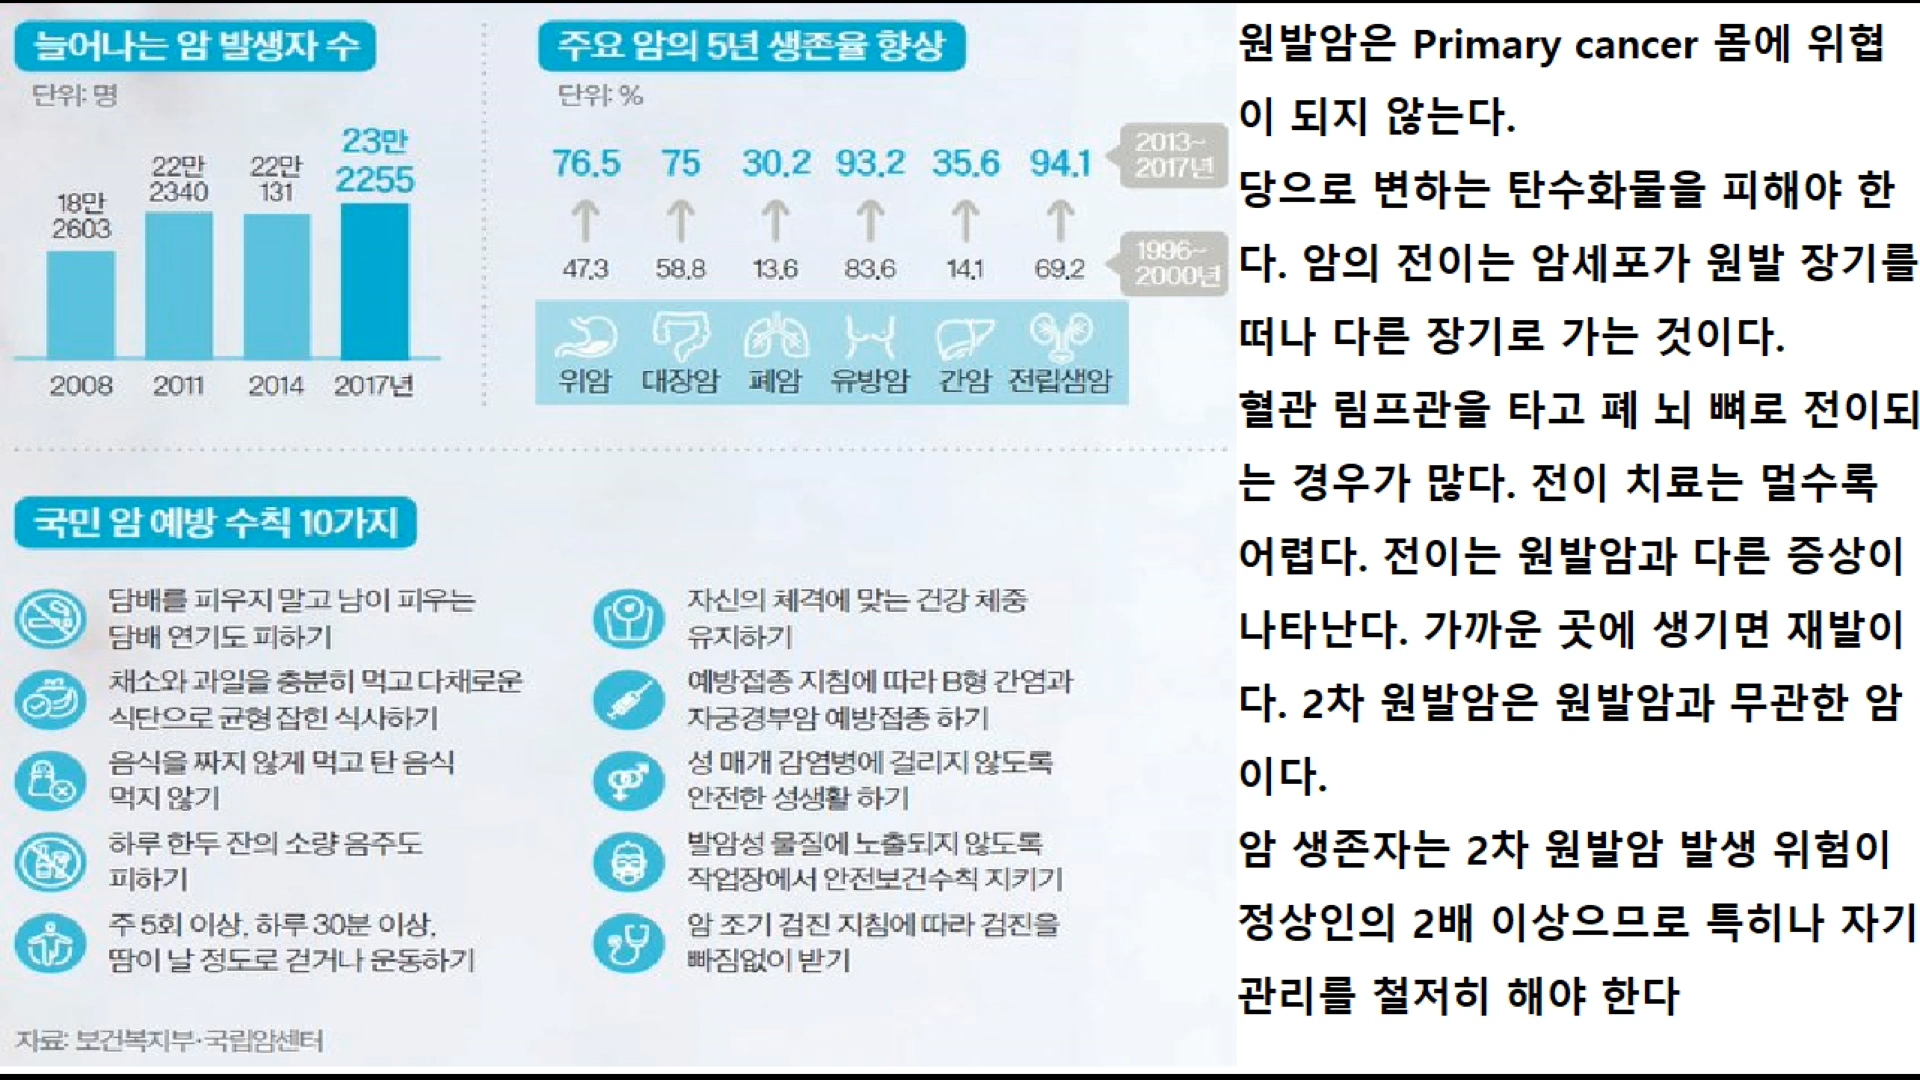 늘어나는 암 발생자 수
단위: 명
18만
2603
22만
2340
22만
131
23만
2255
2008
2011
2014
2017년
주요 암의 5년 생존율 향상
단위: %
76.5
75
30.2
93.2
35.6
94.1
2013~
2017년
47.3
58.8
13.6
83.6
14.1
69.2
1996~
2000년
위암
대장암
폐암
유방암
간암
전립샘암
국민 암 예방 수칙 10가지
담배를 피우지 말고 남이 피우는
담배 연기도 피하기
채소와 과일을 충분히 먹고 다채로운
식단으로 균형 잡힌 식사하기
음식을 짜지 않게 먹고 탄 음식
먹지 않기
하루 한두 잔의 소량 음주도
피하기
주 5회 이상, 하루 30분 이상,
땀이 날 정도로 걷거나 운동하기
자신의 체격에 맞는 건강 체중
유지하기
예방접종 지침에 따라 B형 간염과
자궁경부암 예방접종 하기
성 매개 감염병에 걸리지 않도록
안전한 성생활 하기
발암성 물질에 노출되지 않도록
작업장에서 안전보건수칙 지키기
암 조기 검진 지침에 따라 검진을
빠짐없이 받기
자료: 보건복지부·국립암센터
원발암은 Primary cancer 몸에 위협
이 되지 않는다.
당으로 변하는 탄수화물을 피해야 한
다. 암의 전이는 암세포가 원발 장기를
떠나 다른 장기로 가는 것이다.
혈관 림프관을 타고 폐 뇌 뼈로 전이되
는 경우가 많다. 전이 치료는 멀수록
어렵다. 전이는 원발암과 다른 증상이
나타난다. 가까운 곳에 생기면 재발이
다. 2차 원발암은 원발암과 무관한 암
이다.
암 생존자는 2차 원발암 발생 위험이
정상인의 2배 이상으므로 특히나 자기
관리를 철저히 해야 한다